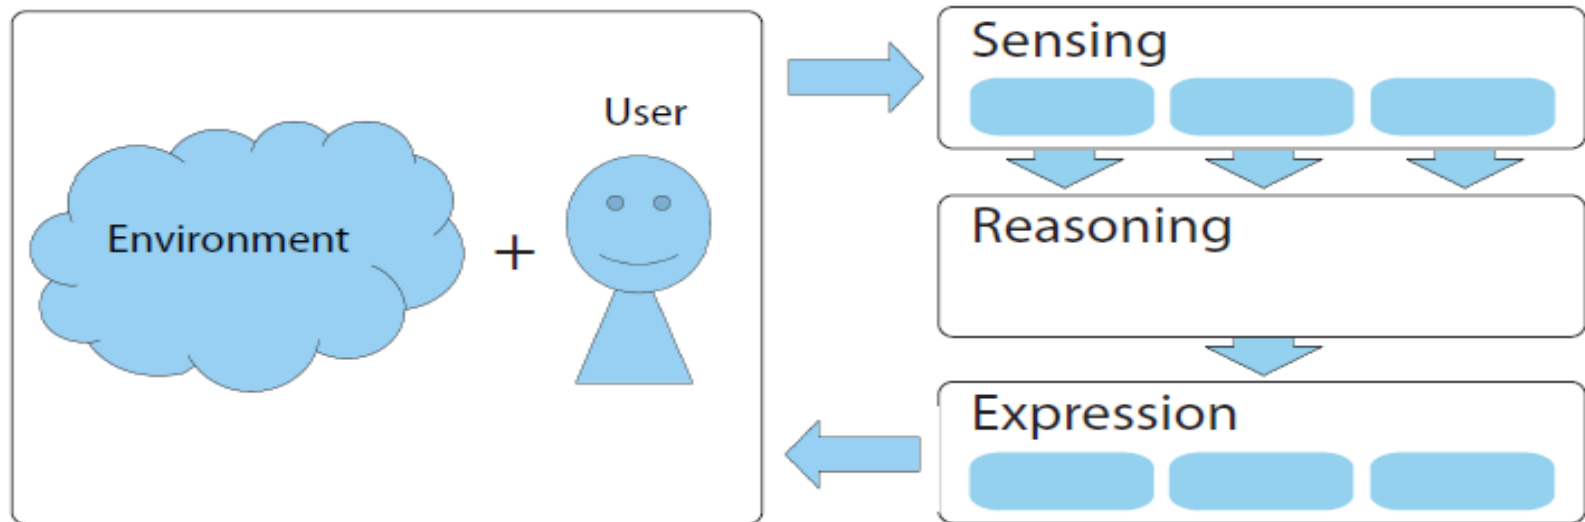 User
Environment
+
Sensing
Reasoning
Expression